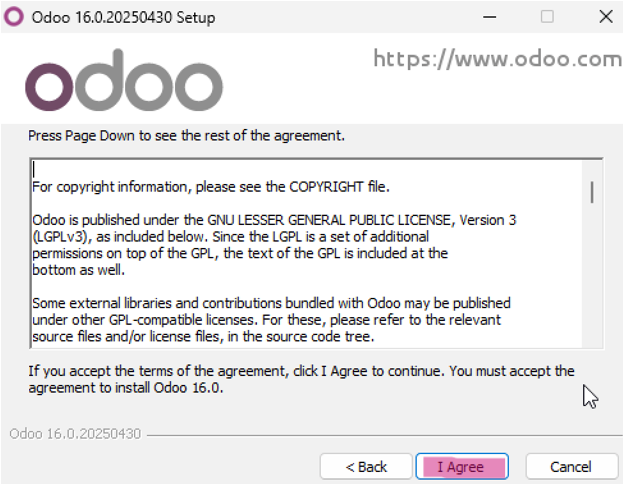 Odoo 16.0.20250430 Setup
odoo
https://www.odoo.com
Press Page Down to see the rest of the agreement.
For copyright information, please see the COPYRIGHT file.
Odoo is published under the GNU LESSER GENERAL PUBLIC LICENSE, Version 3
(LGPLv3), as included below. Since the LGPL is a set of additional
permissions on top of the GPL, the text of the GPL is included at the
bottom as well.
Some external libraries and contributions bundled with Odoo may be published
under other GPL-compatible licenses. For these, please refer to the relevant
source files and/or license files, in the source code tree.
If you accept the terms of the agreement, click I Agree to continue. You must accept the
agreement to install Odoo 16.0.
Odoo 16.0.20250430
< Back
I Agree
Cancel